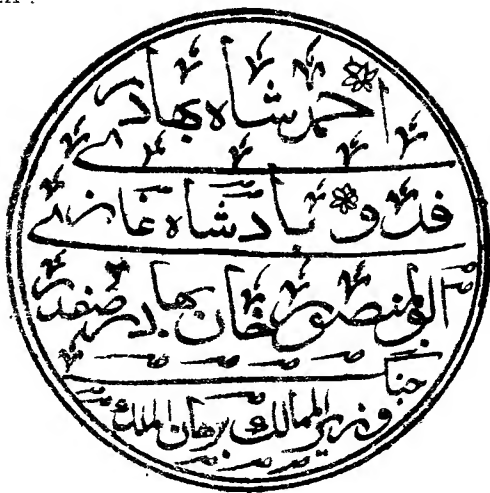 احمد شاه بهادر
فدوی بادشاه غازی
ابو المنصور خان بهادر صفدر
جنگ
وزیر الممالک برهان الملک